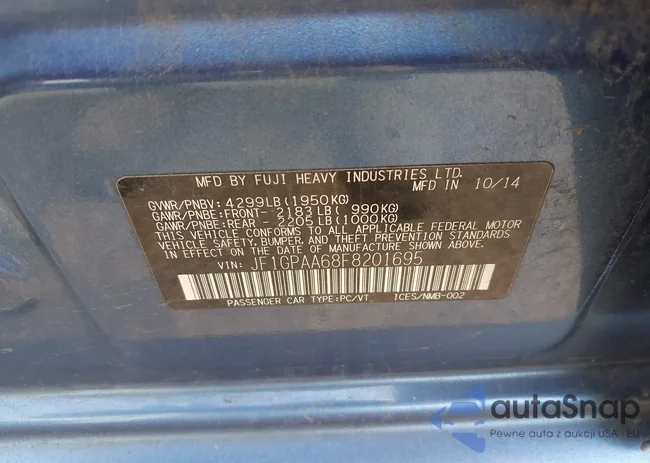 MFD BY FUJI HEAVY INDUSTRIES LTD.
MFD IN 10/14
GVWR/PNBV: 4299LB(1950KG)
GAWR/PNBE:FRONT- 2183LB( 990KG)
GAWR/PNBE:REAR - 2205LB(1000KG)
THIS VEHICLE CONFORMS TO ALL APPLICABLE FEDERAL MOTOR
VEHICLE SAFETY, BUMPER, AND THEFT PREVENTION STANDARDS
IN EFFECT ON THE DATE OF MANUFACTURE SHOWN ABOVE.
VIN: JF1GPAA68F8201695
PASSENGER CAR TYPE:PC/VT. ICES/NMB-002
autaSnap
Pewne auta z aukcji USA - EU